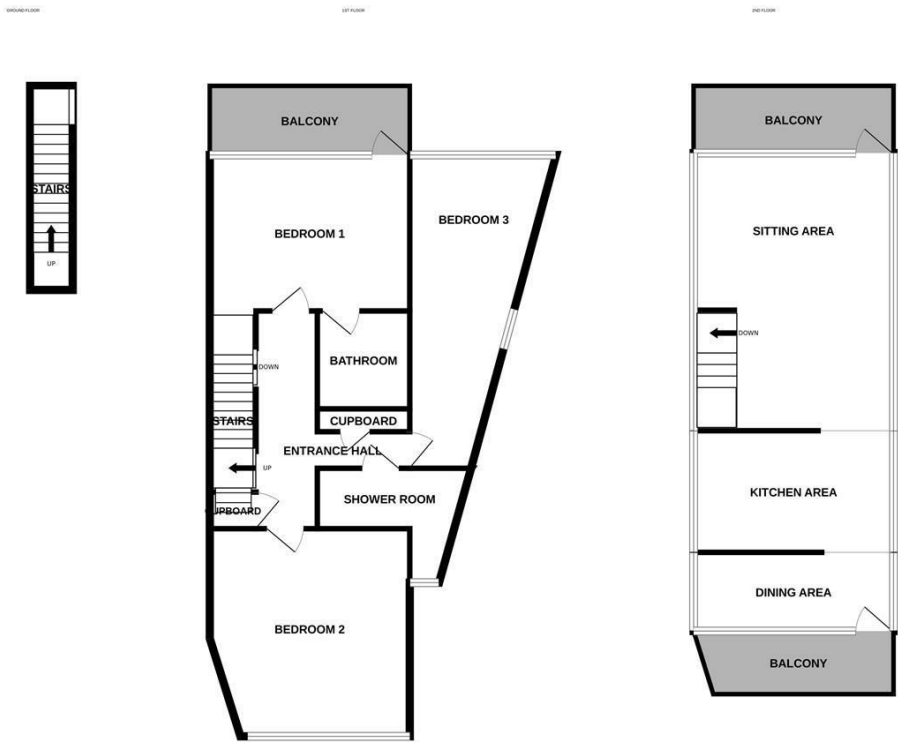 GROUND FLOOR
STAIRS
UP
1ST FLOOR
BALCONY
BEDROOM 1
BEDROOM 3
BATHROOM
DOWN
CUPBOARD
STAIRS
ENTRANCE HALL
UP
SHOWER ROOM
UPBOARD
BEDROOM 2
2ND FLOOR
BALCONY
SITTING AREA
DOWN
KITCHEN AREA
DINING AREA
BALCONY